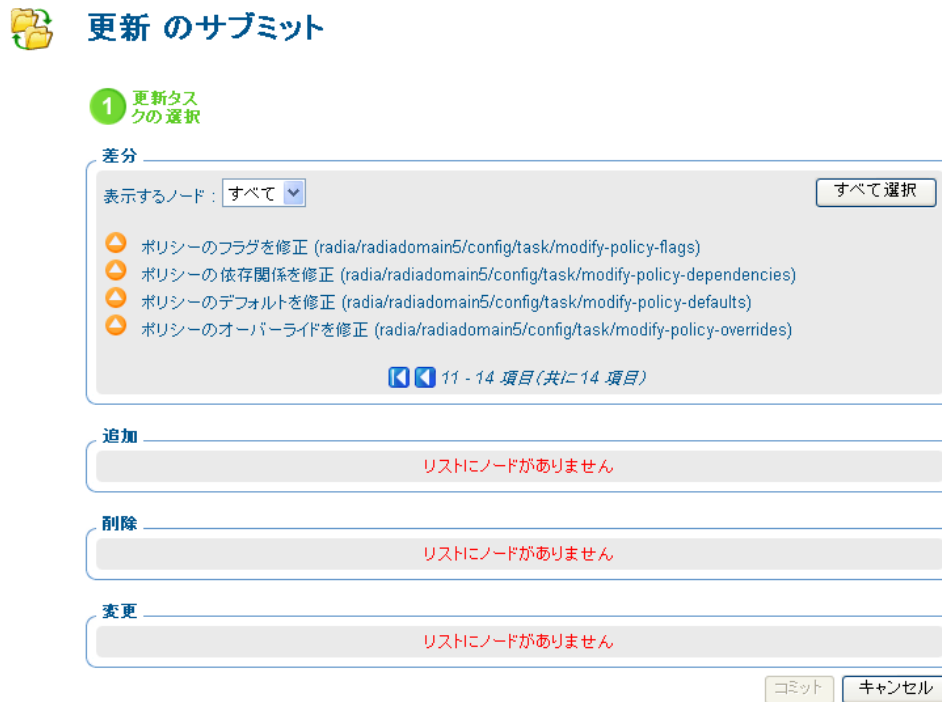 更新 のサブミット
1
更新タス
クの選択
差分
表示するノード : すべて
すべて選択
ポリシーのフラグを修正 (radia/radiadomain5/config/task/modify-policy-flags)
ポリシーの依存関係を修正 (radia/radiadomain5/config/task/modify-policy-dependencies)
ポリシーのデフォルトを修正 (radia/radiadomain5/config/task/modify-policy-defaults)
ポリシーのオーバーライドを修正 (radia/radiadomain5/config/task/modify-policy-overrides)
11 - 14 項目(共に14 項目)
追加
リストにノードがありません
削除
リストにノードがありません
変更
リストにノードがありません
コミット キャンセル